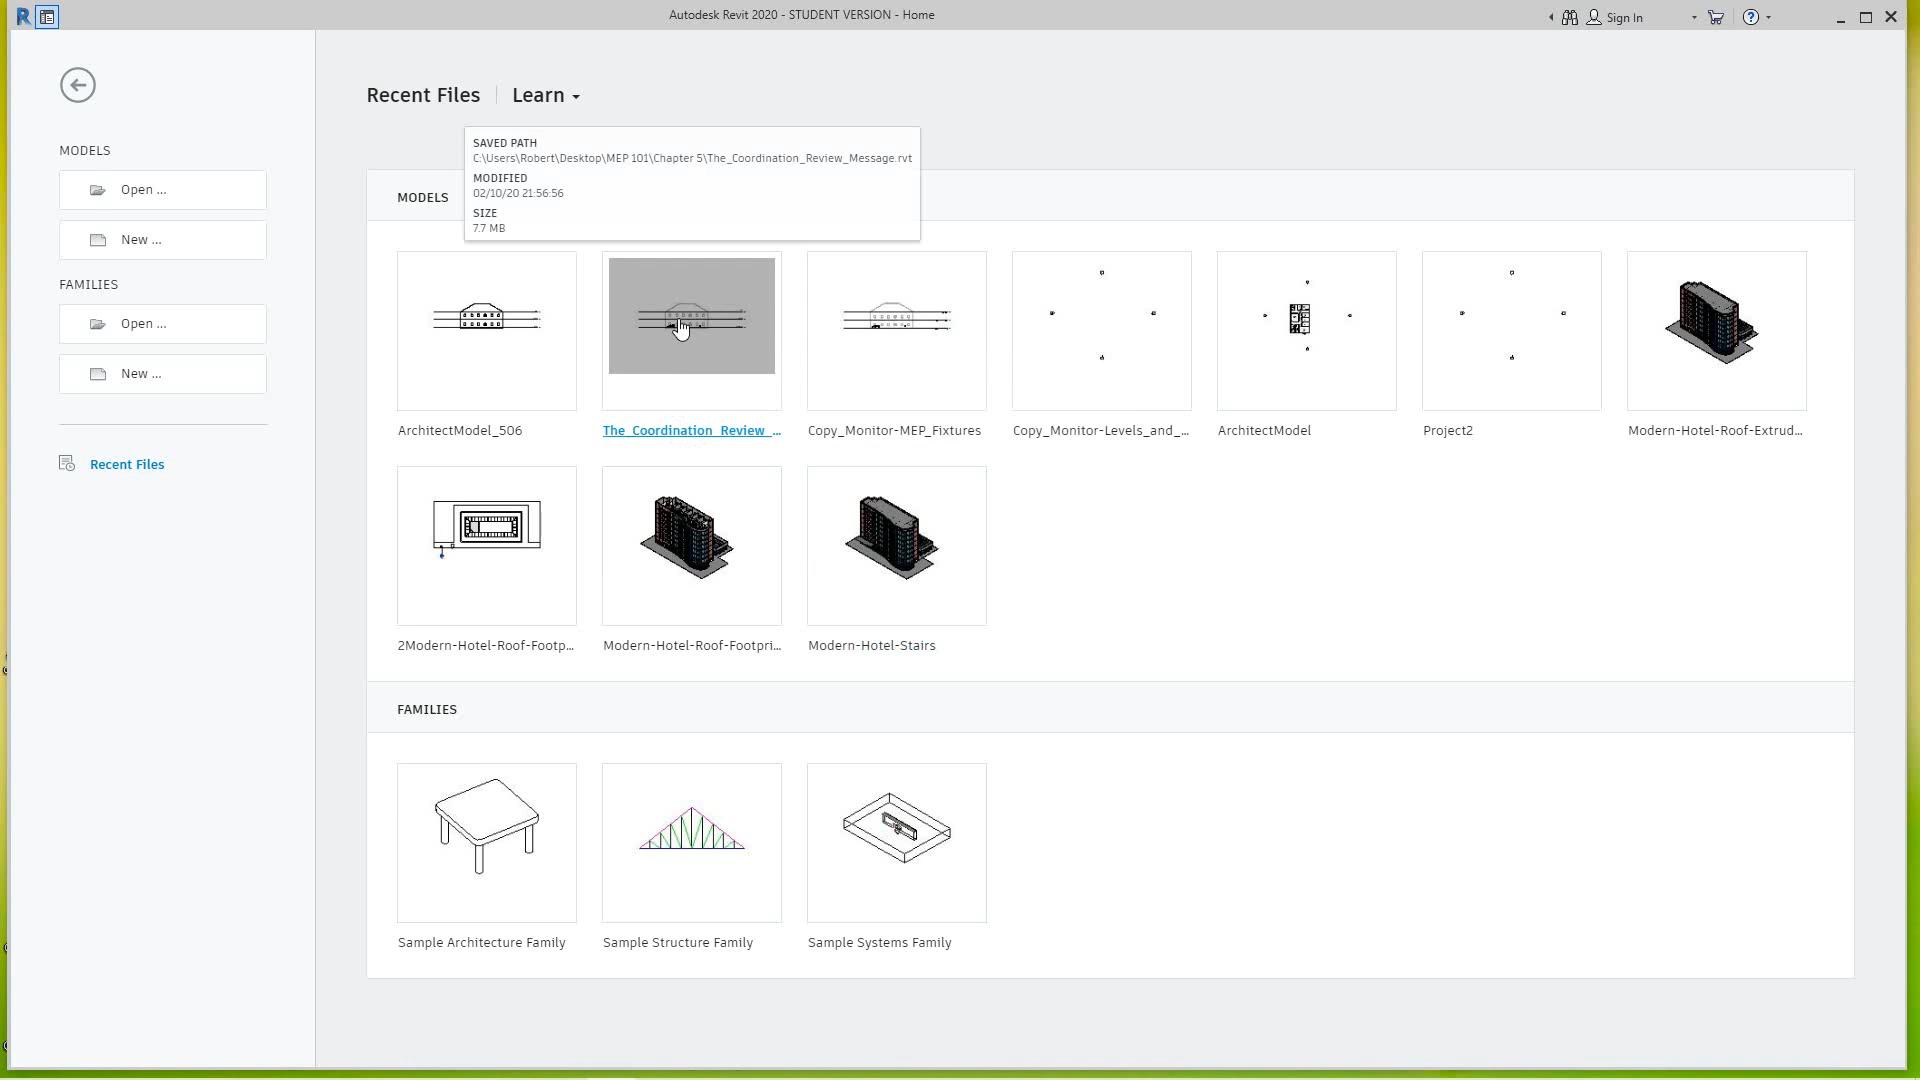 Autodesk Revit 2020 - STUDENT VERSION - Home
Sign In
Recent Files
Learn
MODELS
Open ...
New ...
FAMILIES
Open ...
New ...
Recent Files
SAVED PATH
C:\Users\Robert\Desktop\MEP 101\Chapter 5\The_Coordination_Review_Message.rvt
MODIFIED
02/10/20 21:56:56
SIZE
7.7 MB
MODELS
ArchitectModel_506
The_Coordination_Review_...
Copy_Monitor-MEP_Fixtures
Copy_Monitor-Levels_and_...
ArchitectModel
Project2
Modern-Hotel-Roof-Extrud...
2Modern-Hotel-Roof-Footp...
Modern-Hotel-Roof-Footpri...
Modern-Hotel-Stairs
FAMILIES
Sample Architecture Family
Sample Structure Family
Sample Systems Family